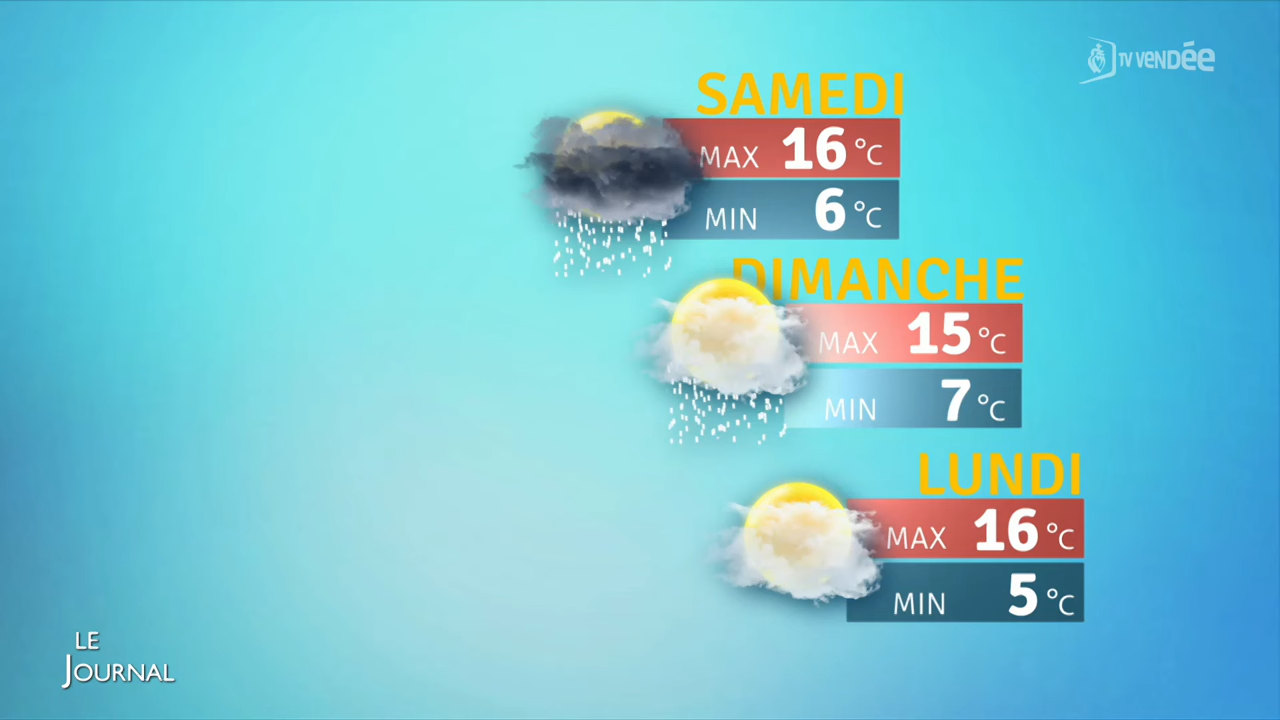 TV VENDÉE
SAMEDI
MAX 16 °C
MIN 6 °C
DIMANCHE
MAX 15 °C
MIN 7 °C
LUNDI
MAX 16 °C
MIN 5 °C
LE
JOURNAL